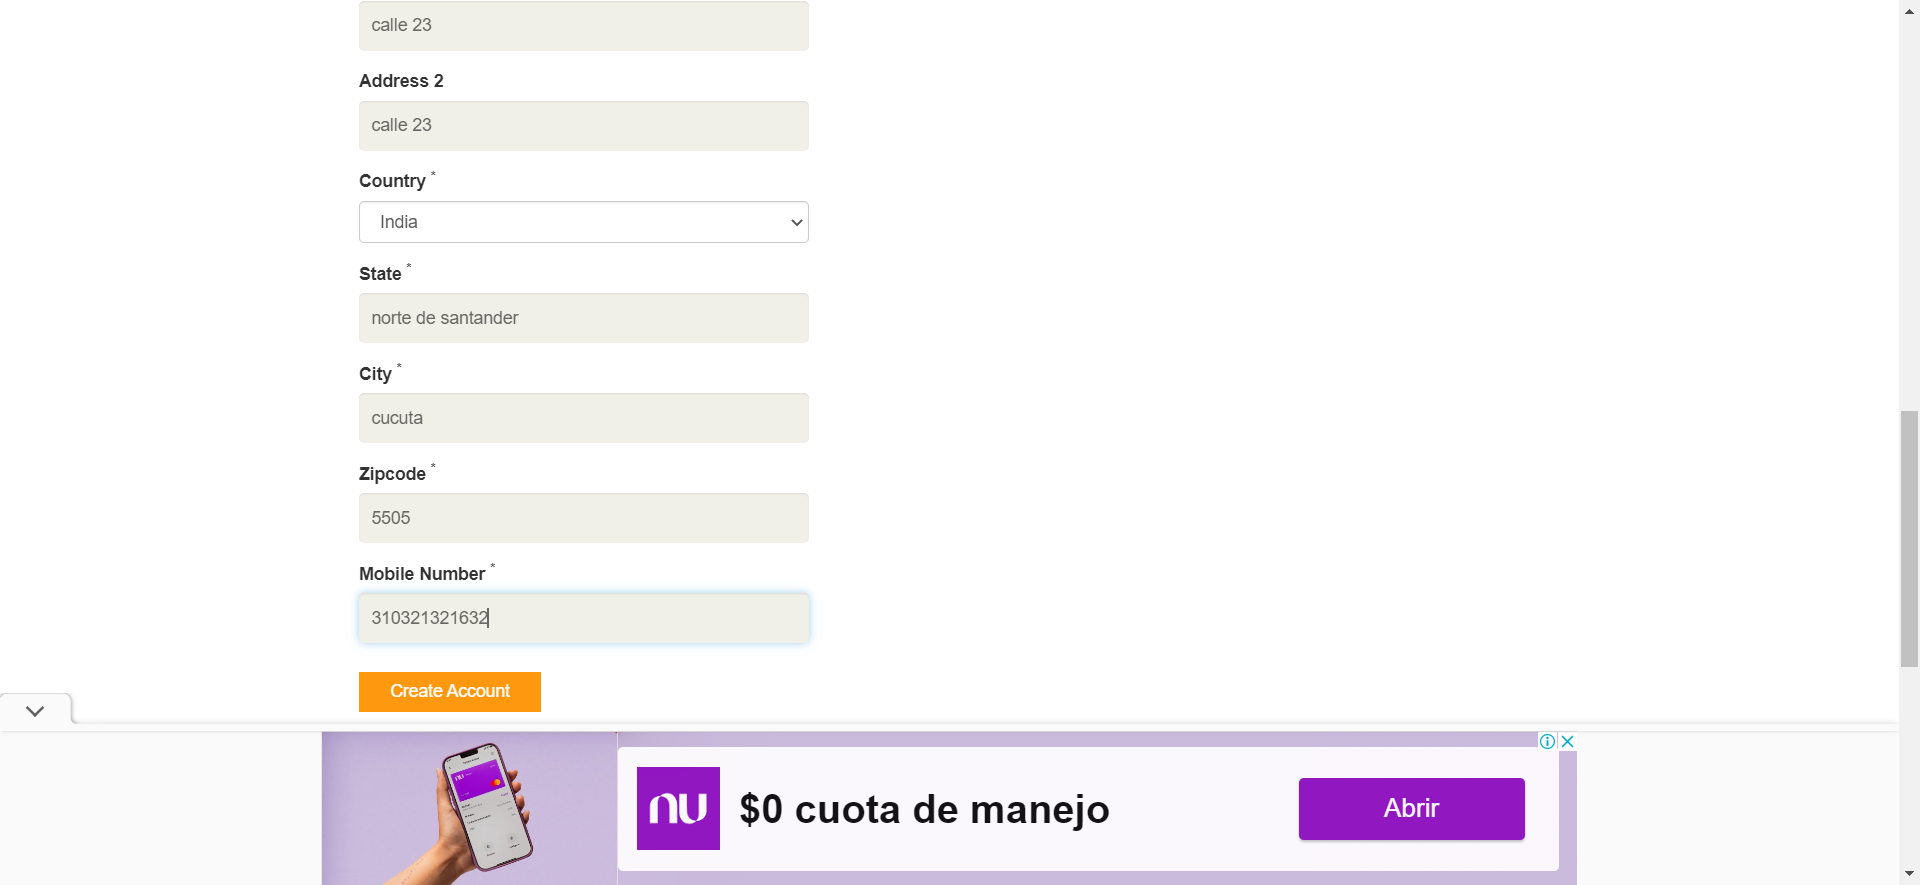 calle 23
Address 2
calle 23
Country *
India
State *
norte de santander
City *
cucuta
Zipcode *
5505
Mobile Number *
310321321632
Create Account
nu
nu
$0 cuota de manejo
Abrir